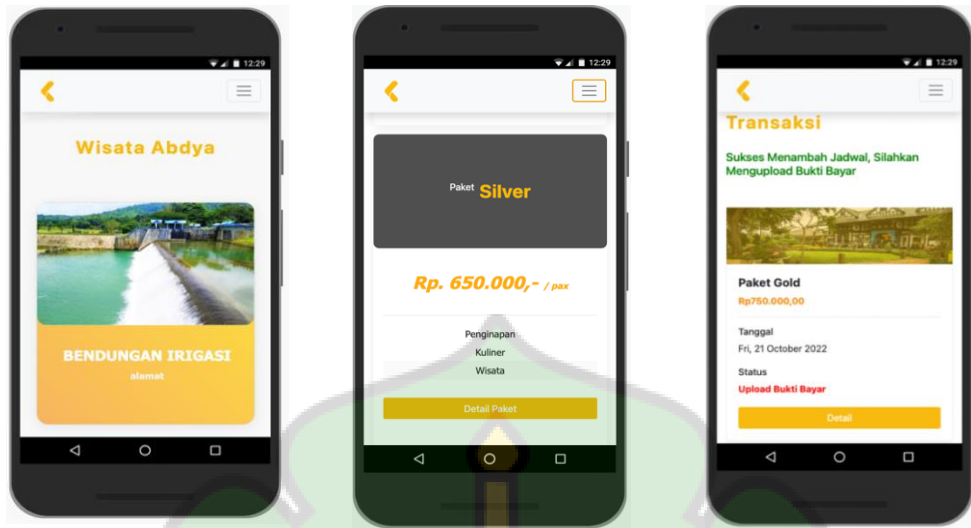 12:29
Wisata Abdya
BENDUNGAN IRIGASI
alamat
12:29
Paket Silver
Rp. 650.000,- / pax
Penginapan
Kuliner
Wisata
Detail Paket
12:29
Transaksi
Sukses Menambah Jadwal, Silahkan
Mengupload Bukti Bayar
Paket Gold
Rp750.000,00
Tanggal
Fri, 21 October 2022
Status
Upload Bukti Bayar
Detail